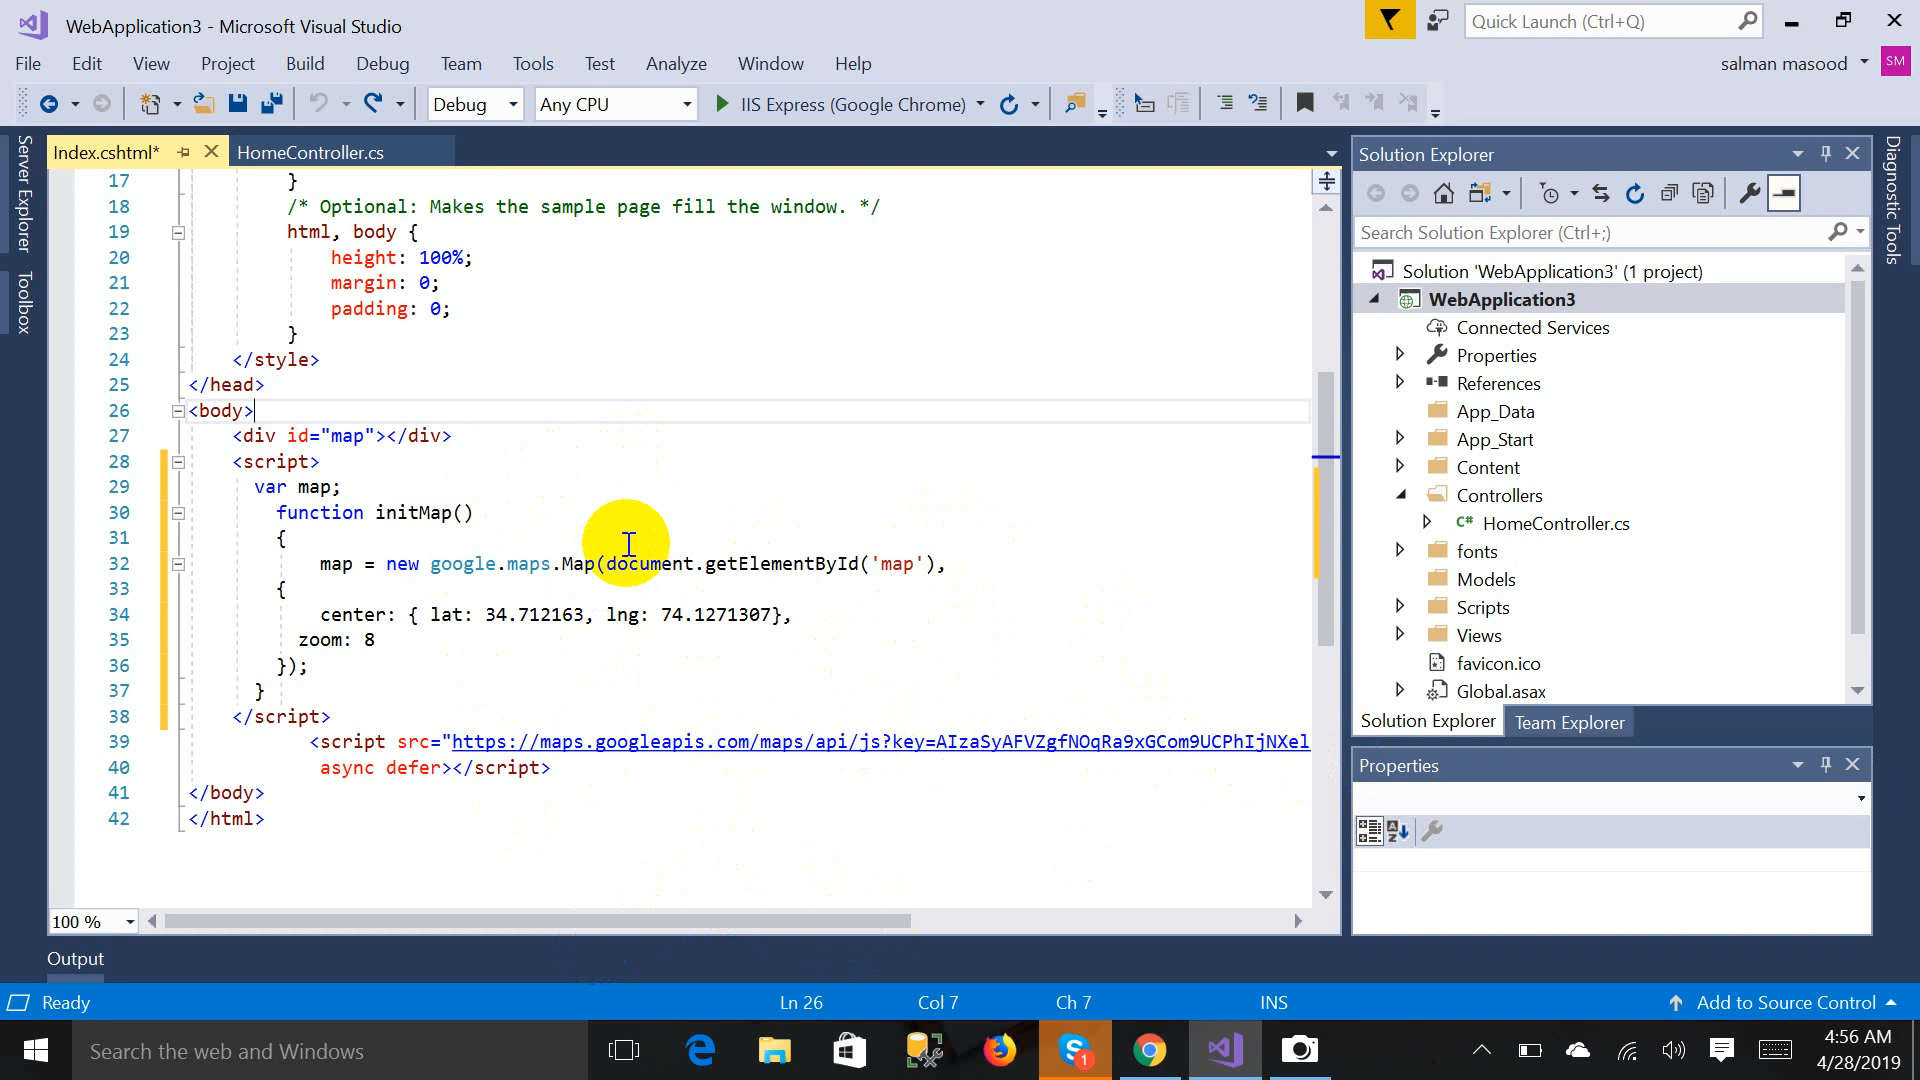 WebApplication3 - Microsoft Visual Studio
Quick Launch (Ctrl+Q)
File Edit View Project Build Debug Team Tools Test Analyze Window Help
salman masood SM
Debug Any CPU IIS Express (Google Chrome)
Server Explorer
Toolbox
Index.cshtml* HomeController.cs
17 }
18 /* Optional: Makes the sample page fill the window. */
19 html, body {
20 height: 100%;
21 margin: 0;
22 padding: 0;
23 }
24 </style>
25 </head>
26 <body>
27 <div id="map"></div>
28 <script>
29 var map;
30 function initMap()
31 {
32 map = new google.maps.Map(document.getElementById('map'),
33 {
34 center: { lat: 34.712163, lng: 74.1271307},
35 zoom: 8
36 });
37 }
38 </script>
39 <script src="https://maps.googleapis.com/maps/api/js?key=AIzaSyAFVZgfNOqRa9xGCom9UCPhIjNXel
40 async defer></script>
41 </body>
42 </html>
100 %
Output
Solution Explorer
Search Solution Explorer (Ctrl+;)
Solution 'WebApplication3' (1 project)
WebApplication3
Connected Services
Properties
References
App_Data
App_Start
Content
Controllers
C# HomeController.cs
fonts
Models
Scripts
Views
favicon.ico
Global.asax
Solution Explorer Team Explorer
Properties
Diagnostic Tools
Ready Ln 26 Col 7 Ch 7 INS Add to Source Control
Search the web and Windows
1
4:56 AM
4/28/2019